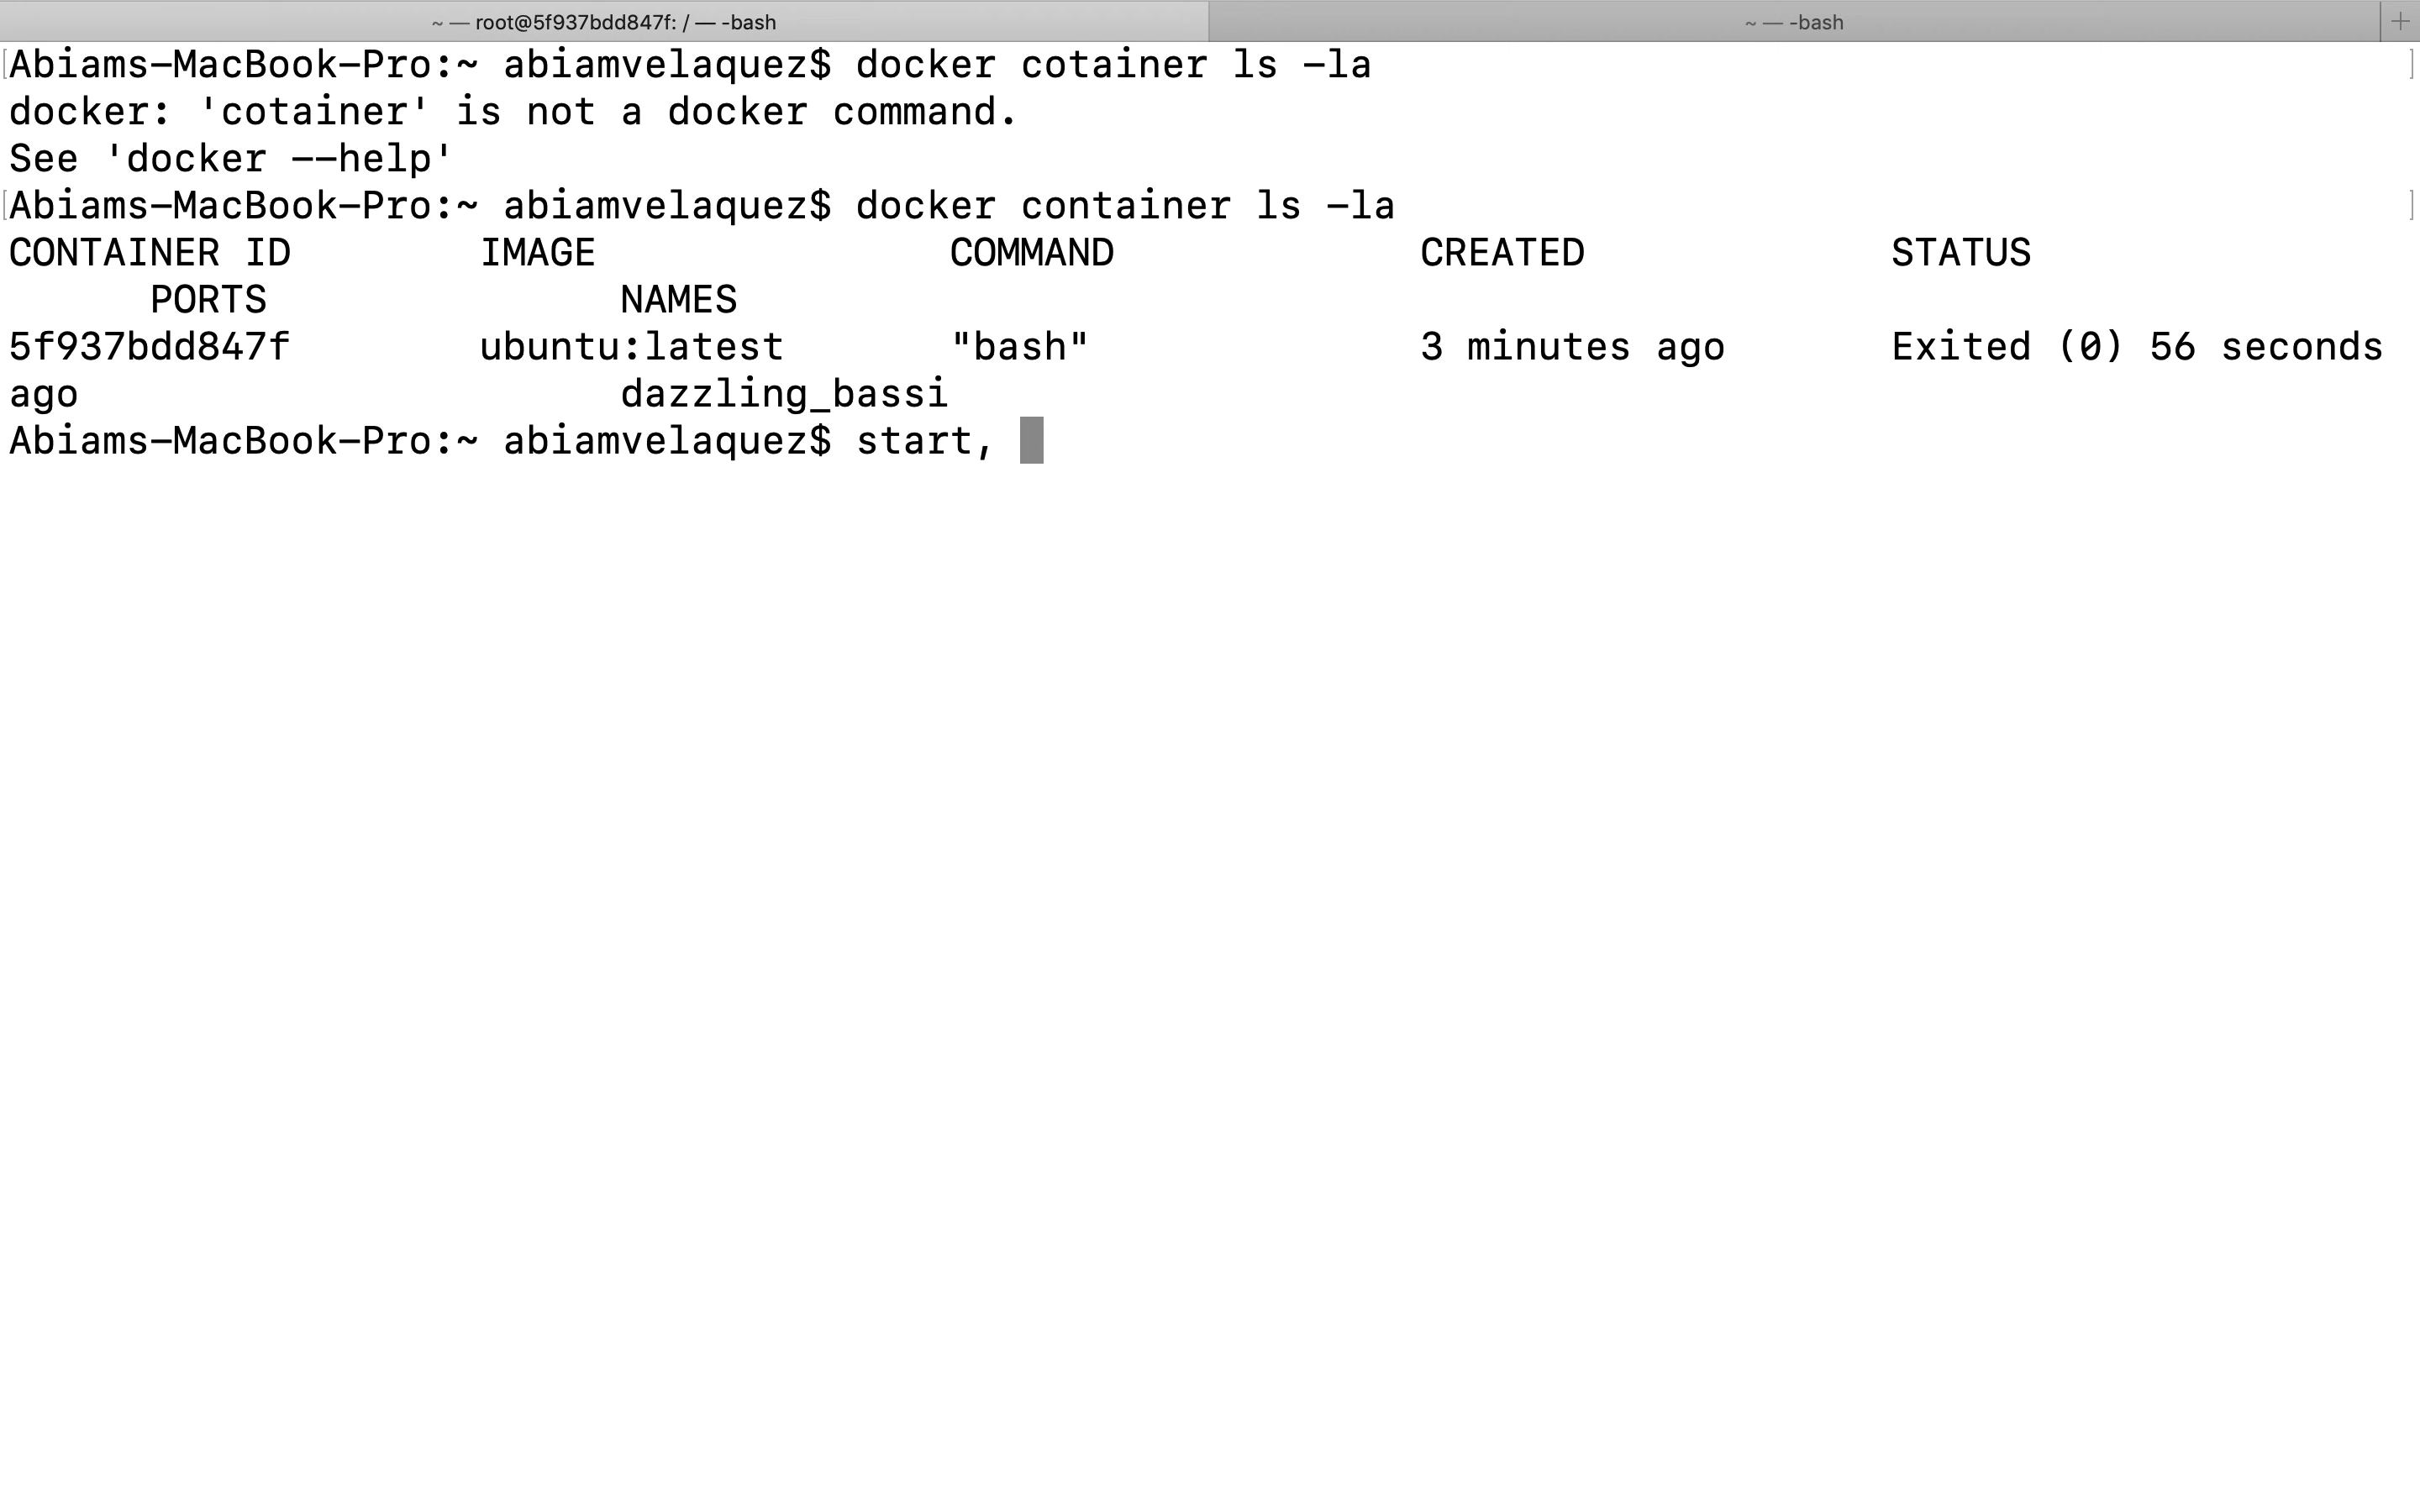 ~ — root@5f937bdd847f: / — -bash
~ — -bash
+
[Abiams-MacBook-Pro:~ abiamvelaquez$ docker cotainer ls -la ]
docker: 'cotainer' is not a docker command.
See 'docker --help'
[Abiams-MacBook-Pro:~ abiamvelaquez$ docker container ls -la ]
CONTAINER ID        IMAGE               COMMAND             CREATED             STATUS
      PORTS               NAMES
5f937bdd847f        ubuntu:latest       "bash"              3 minutes ago       Exited (0) 56 seconds
ago                       dazzling_bassi
Abiams-MacBook-Pro:~ abiamvelaquez$ start,